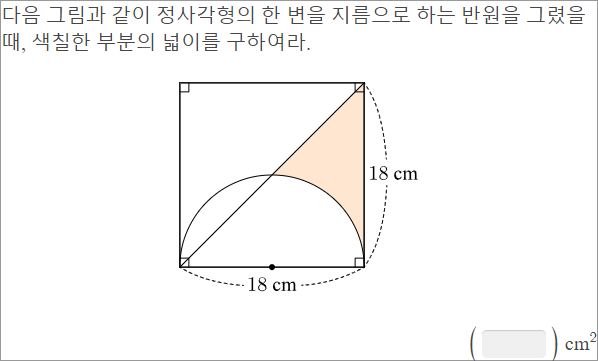 다음 그림과 같이 정사각형의 한 변을 지름으로 하는 반원을 그렸을
때, 색칠한 부분의 넓이를 구하여라.
18 cm
18 cm
( ) cm²